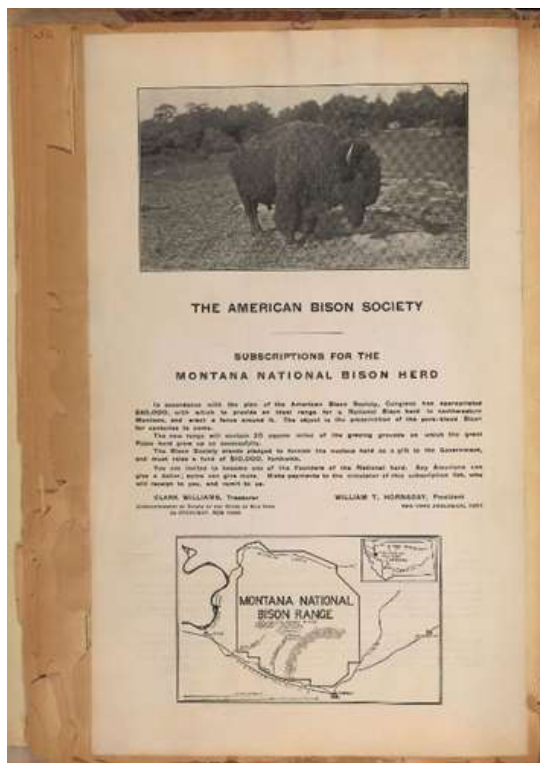 THE AMERICAN BISON SOCIETY
SUBSCRIPTIONS FOR THE
MONTANA NATIONAL BISON HERD
In accordance with the plan of the American Bison Society, Congress has appropriated
$40,000, with which to provide an ideal range for a National Bison herd in northwestern
Montana, and erect a fence around it. The object is the preservation of the pure-blood Bison
for centuries to come.
The new range will contain 20 square miles of the grazing grounds on which the great
herd grew up so successfully.
The Bison Society stands pledged to furnish the nucleus herd as a gift to the Government,
and must raise a fund of $10,000,
You are invited to become one of the Founders of the National herd. Any American can
give a dollar; some can give more. Make payments to the circulator of this subscription list, who
will receipt to you, and remit to us.
CLARK WILLIAMS, Treasurer
WILLIAM T. HORNADAY, President
NEW YORK ZOOLOGICAL PARK
MONTANA NATIONAL
BISON RANGE